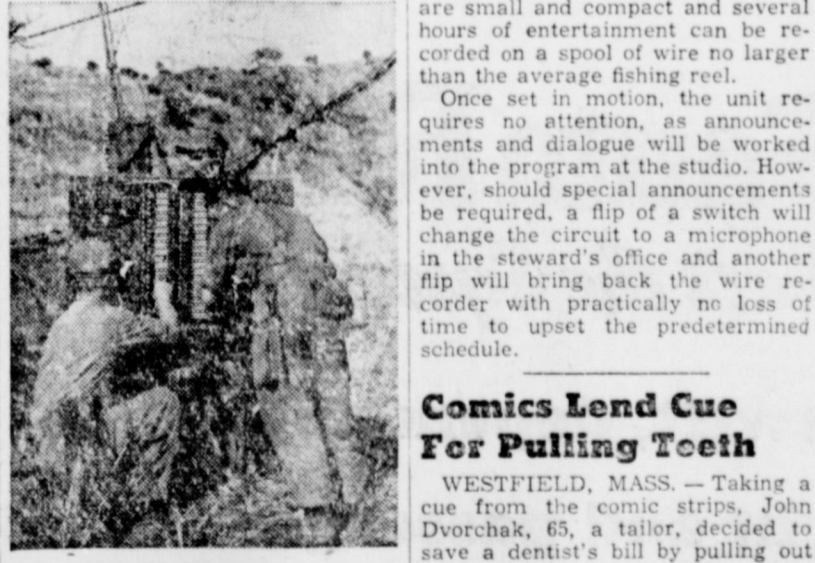 are small and compact and several
hours of entertainment can be re-
corded on a spool of wire no larger
than the average fishing reel.
Once set in motion, the unit re-
quires no attention, as announce-
ments and dialogue will be worked
into the program at the studio. How-
ever, should special announcements
be required, a flip of a switch will
change the circuit to a microphone
in the steward's office and another
flip will bring back the wire re-
corder with practically no loss of
time to upset the predetermined
schedule.
Comics Lend Cue
For Pulling Teeth
WESTFIELD, MASS. — Taking a
cue from the comic strips, John
Dvorchak, 65, a tailor, decided to
save a dentist's bill by pulling out